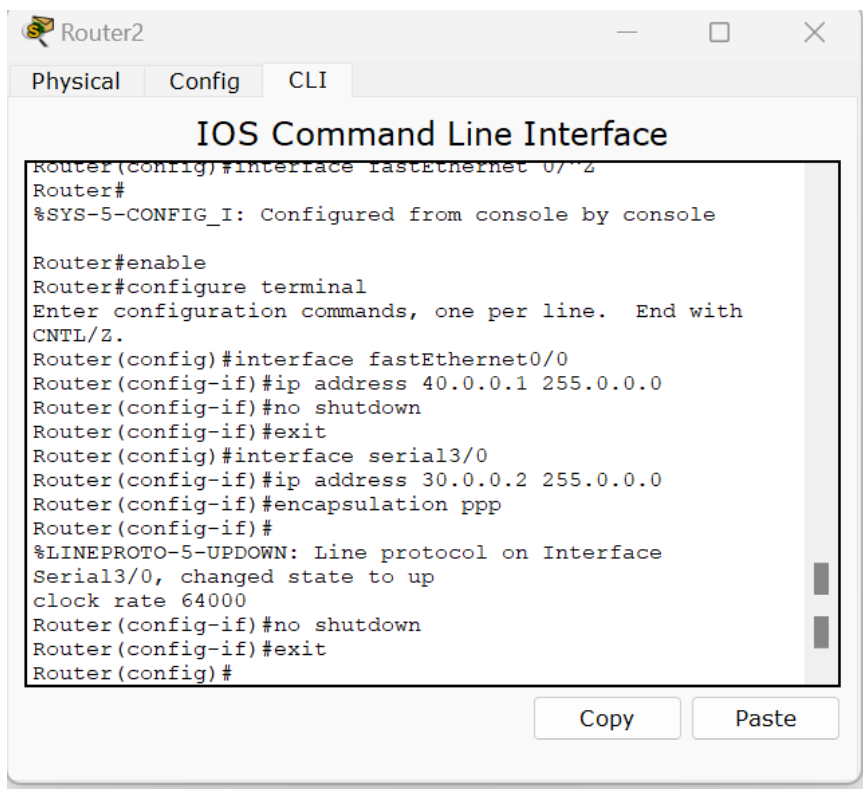 Router2
Physical Config CLI
IOS Command Line Interface
Router(config)#interface fastEthernet 0/^Z
Router#
%SYS-5-CONFIG_I: Configured from console by console
Router#enable
Router#configure terminal
Enter configuration commands, one per line.  End with
CNTL/Z.
Router(config)#interface fastEthernet0/0
Router(config-if)#ip address 40.0.0.1 255.0.0.0
Router(config-if)#no shutdown
Router(config-if)#exit
Router(config)#interface serial3/0
Router(config-if)#ip address 30.0.0.2 255.0.0.0
Router(config-if)#encapsulation ppp
Router(config-if)#
%LINEPROTO-5-UPDOWN: Line protocol on Interface
Serial3/0, changed state to up
clock rate 64000
Router(config-if)#no shutdown
Router(config-if)#exit
Router(config)#
Copy Paste